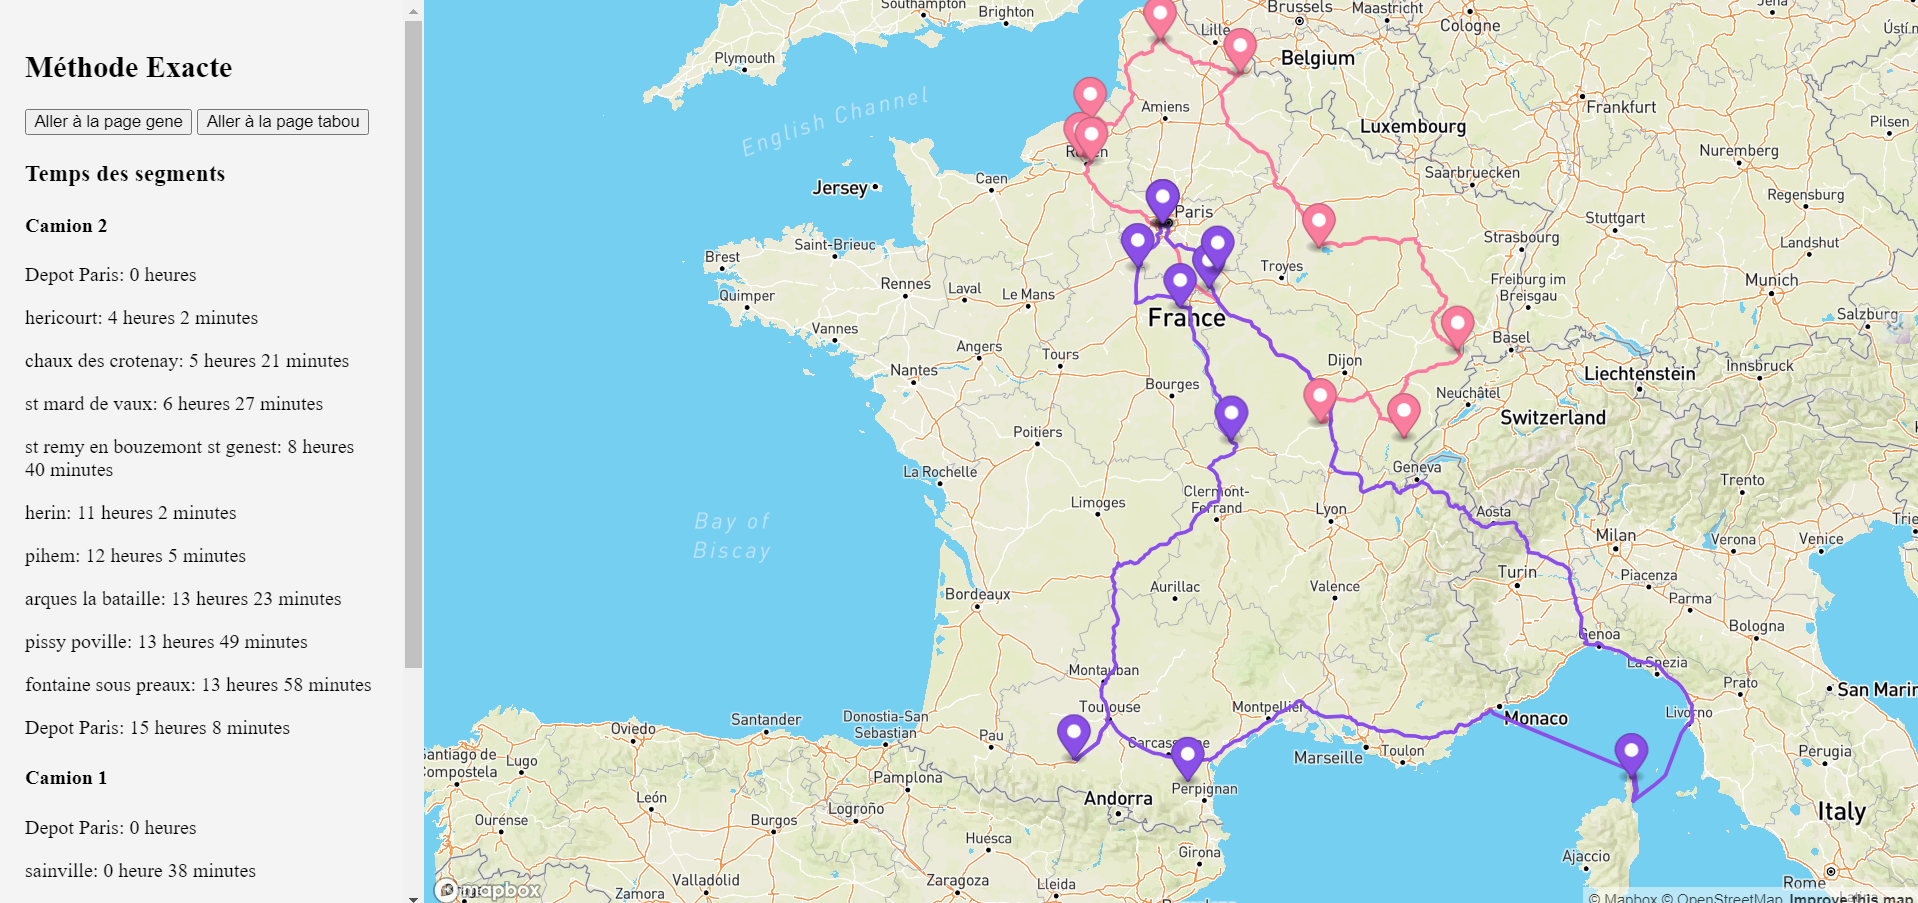 Méthode Exacte
Aller à la page gene
Aller à la page tabou
Temps des segments
Camion 2
Depot Paris: 0 heures
hericourt: 4 heures 2 minutes
chaux des crotenay: 5 heures 21 minutes
st mard de vaux: 6 heures 27 minutes
st remy en bouzemont st genest: 8 heures
40 minutes
herin: 11 heures 2 minutes
pihem: 12 heures 5 minutes
arques la bataille: 13 heures 23 minutes
pissy poville: 13 heures 49 minutes
fontaine sous preaux: 13 heures 58 minutes
Depot Paris: 15 heures 8 minutes
Camion 1
Depot Paris: 0 heures
sainville: 0 heure 38 minutes
Southampton
Brighton
Plymouth
English Channel
Lille
Brussels
Maastricht
Cologne
Jena
Belgium
Frankfurt
Pilsen
Amiens
Luxembourg
Nuremberg
Saarbruecken
Regensburg
Caen
Jersey
Paris
Stuttgart
Strasbourg
Landshut
Saint-Brieuc
Brest
Troyes
Freiburg im
Breisgau
Munich
Rennes
Laval
Le Mans
Quimper
Vannes
France
Salzburg
Basel
Angers
Tours
Dijon
Liechtenstein
Innsbruck
Nantes
Bourges
Neuchâtel
Switzerland
Poitiers
La Rochelle
Geneva
Trento
Limoges
Clermont-
Ferrand
Lyon
Aosta
Bay of
Biscay
Milan
Verona
Venice
Turin
Piacenza
Aurillac
Valence
Bordeaux
Parma
Bologna
Genoa
La Spezia
Montauban
Prato
San Marin
Toulouse
Montpellier
Livorno
Monaco
Santander
Donostia-San
Sebastian
Oviedo
Pau
Carcassonne
Marseille
Toulon
Perugia
Santiago de
Compostela
Lugo
Pamplona
Andorra
Perpignan
León
Logroño
Burgos
Italy
Ourense
Huesca
Girona
Ajaccio
Valladolid
Zaragoza
Lleida
Zamora
Barcelona
Rome
mapbox
© Mapbox © OpenStreetMap Improve this map